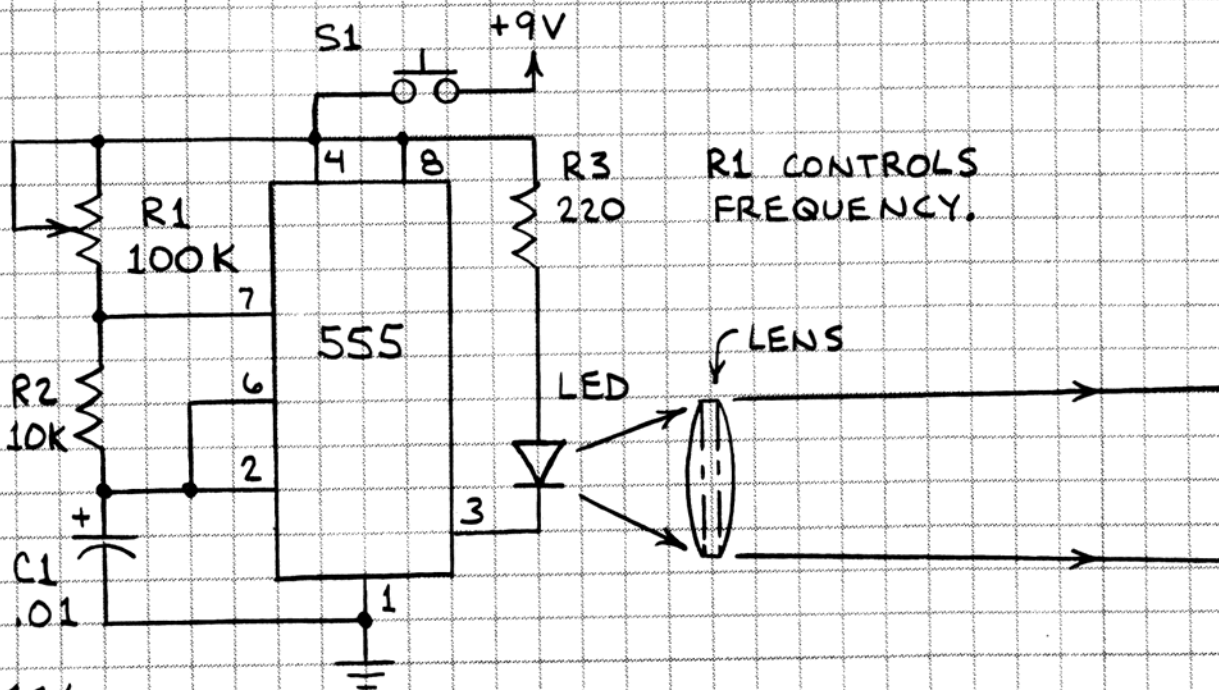 S1
+9V
4
8
R3
220
R1 CONTROLS
FREQUENCY.
R1
100K
7
555
LENS
R2
10K
6
LED
2
3
+
C1
.01
1